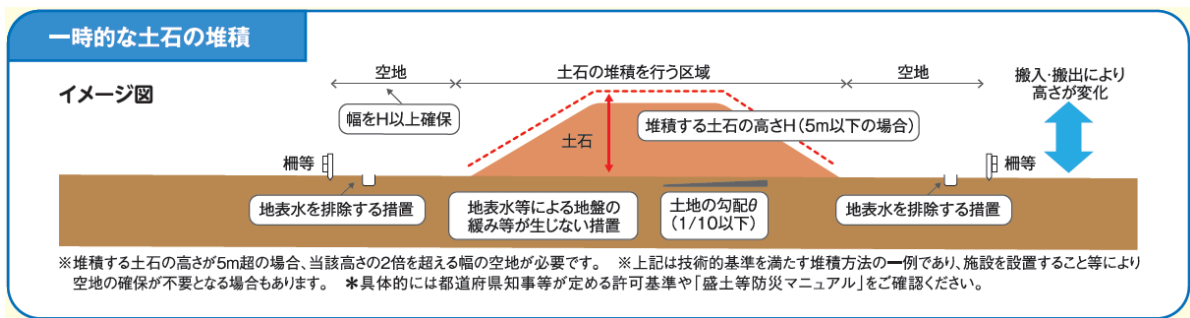 一時的な土石の堆積
イメージ図
空地
土石の堆積を行う区域
空地
搬入・搬出により
高さが変化
幅をH以上確保
堆積する土石の高さH(5m以下の場合)
土石
柵等
柵等
地表水を排除する措置
地表水等による地盤の
緩み等が生じない措置
土地の勾配θ
(1/10以下)
地表水を排除する措置
※堆積する土石の高さが5m超の場合、当該高さの2倍を超える幅の空地が必要です。 ※上記は技術的基準を満たす堆積方法の一例であり、施設を設置すること等により
空地の確保が不要となる場合もあります。 *具体的には都道府県知事等が定める許可基準や「盛土等防災マニュアル」をご確認ください。